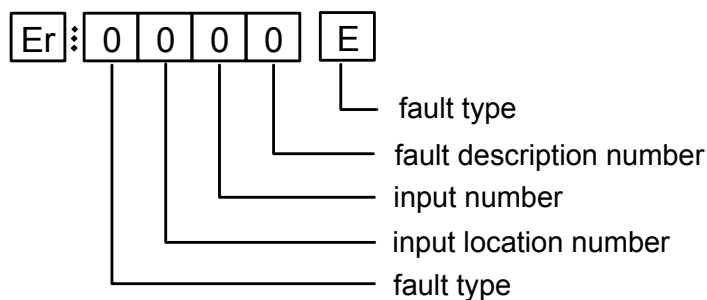 Er 0 0 0 0 E
fault type
fault description number
input number
input location number
fault type